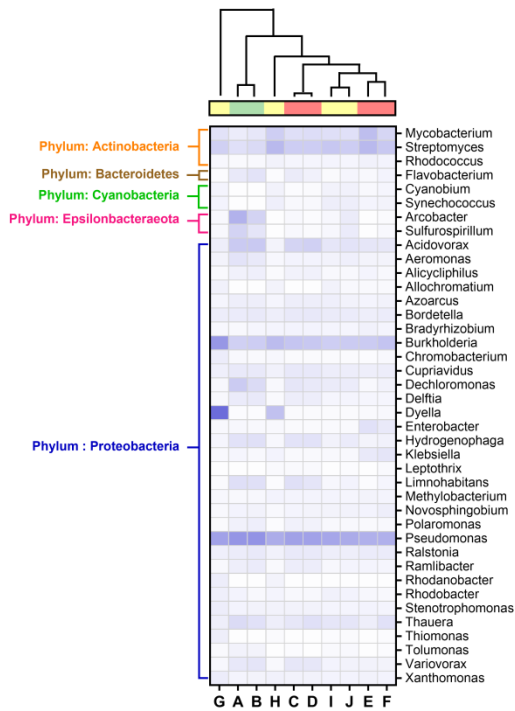 Phylum: Actinobacteria
Phylum: Bacteroidetes
Phylum: Cyanobacteria
Phylum: Epsilonbacteraeota
Phylum : Proteobacteria
Mycobacterium
Streptomyces
Rhodococcus
Flavobacterium
Cyanobium
Synechococcus
Arcobacter
Sulfurospirillum
Acidovorax
Aeromonas
Alicycliphilus
Allochromatium
Azoarcus
Bordetella
Bradyrhizobium
Burkholderia
Chromobacterium
Cupriavidus
Dechloromonas
Delftia
Dyella
Enterobacter
Hydrogenophaga
Klebsiella
Leptothrix
Limnohabitans
Methylobacterium
Novosphingobium
Polaromonas
Pseudomonas
Ralstonia
Ramlibacter
Rhodanobacter
Rhodobacter
Stenotrophomonas
Thauera
Thiomonas
Tolumonas
Variovorax
Xanthomonas
G A B H C D I J E F